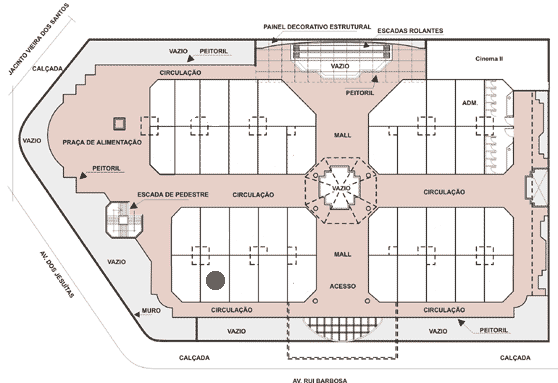 JACINTO VIEIRA DOS SANTOS
CALÇADA
PAINEL DECORATIVO ESTRUTURAL
ESCADAS ROLANTES
VAZIO
PEITORIL
VAZIO
Cinema II
CIRCULAÇÃO
PEITORIL
ADM.
VAZIO
PRAÇA DE ALIMENTAÇÃO
MALL
PEITORIL
ESCADA DE PEDESTRE
CIRCULAÇÃO
VAZIO
CIRCULAÇÃO
AV. DOS JESUÍTAS
VAZIO
MALL
ACESSO
MURO
CIRCULAÇÃO
CIRCULAÇÃO
VAZIO
VAZIO
PEITORIL
CALÇADA
CALÇADA
AV. RUI BARBOSA